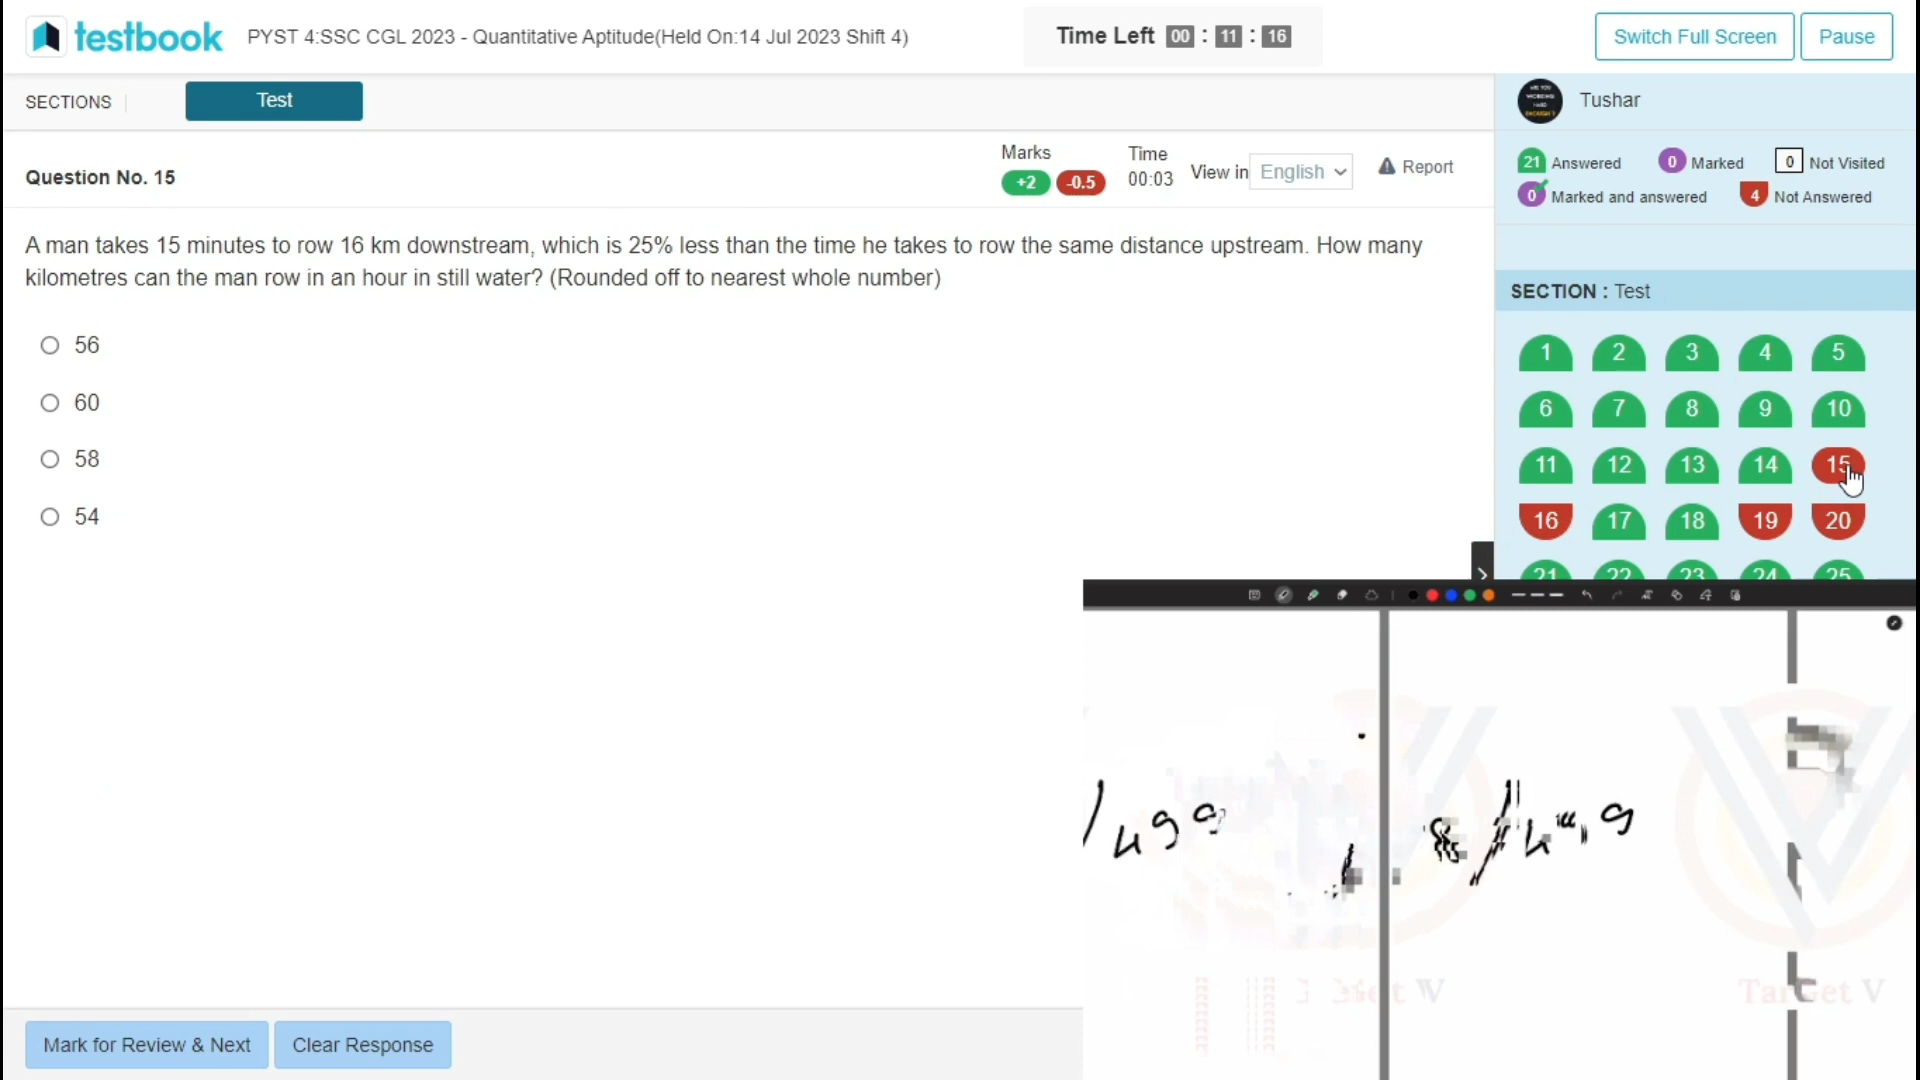 testbook PYST 4:SSC CGL 2023 - Quantitative Aptitude(Held On:14 Jul 2023 Shift 4) Time Left 00 : 11 : 16 Switch Full Screen Pause
SECTIONS Test
Tushar
21 Answered 0 Marked 0 Not Visited
0 Marked and answered 4 Not Answered
Question No. 15 Marks +2 -0.5 Time 00:03 View in English Report
A man takes 15 minutes to row 16 km downstream, which is 25% less than the time he takes to row the same distance upstream. How many
kilometres can the man row in an hour in still water? (Rounded off to nearest whole number)
56
60
58
54
SECTION : Test
1 2 3 4 5
6 7 8 9 10
11 12 13 14 15
16 17 18 19 20
21 22 23 24 25
TarGet V
Mark for Review & Next Clear Response